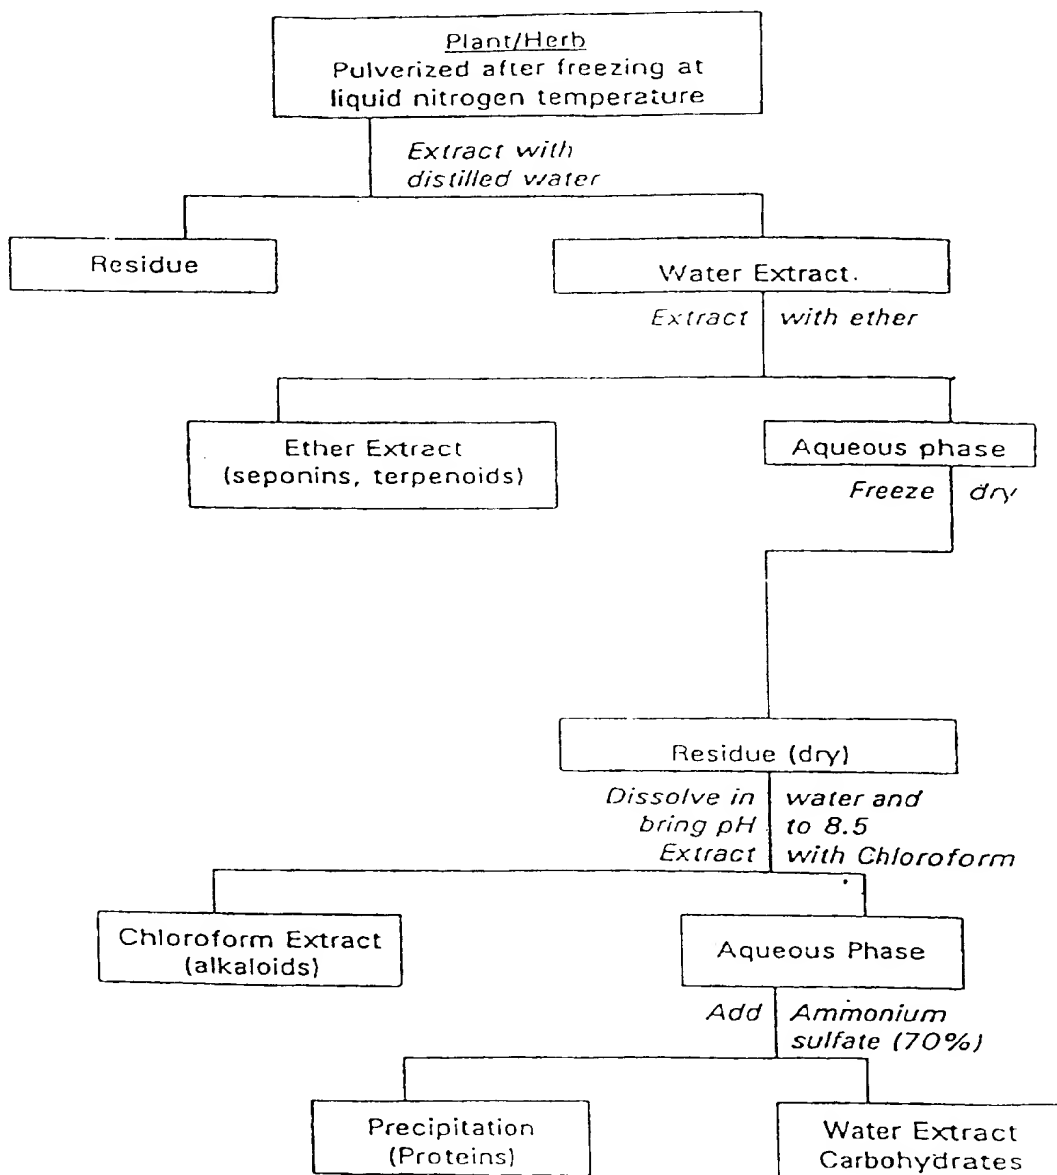 Plant/Herb
Pulverized after freezing at
liquid nitrogen temperature
Extract with
distilled water
Residue
Water Extract.
Extract with ether
Ether Extract
(seponins, terpenoids)
Aqueous phase
Freeze dry
Residue (dry)
Dissolve in water and
bring pH to 8.5
Extract with Chloroform
Chloroform Extract
(alkaloids)
Aqueous Phase
Add Ammonium
sulfate (70%)
Precipitation
(Proteins)
Water Extract
Carbohydrates